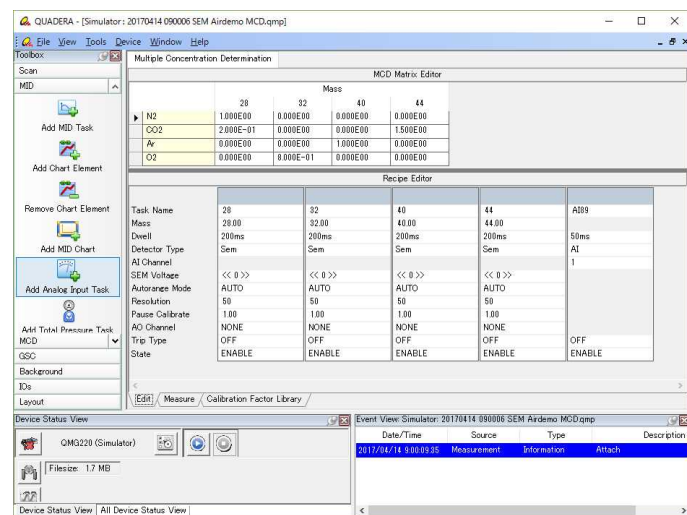 QUADERA - [Simulator : 20170414 090006 SEM Airdemo MCD.qmp]
File View Tools Device Window Help
Toolbox
Scan
MID
Add MID Task
Add Chart Element
Remove Chart Element
Add MID Chart
Add Analog Input Task
Add Total Pressure Task
MCD
GSC
Background
IOs
Layout
Multiple Concentration Determination
MCD Matrix Editor
Mass
28 32 40 44
N2 1.000E00 0.000E00 0.000E00 0.000E00
CO2 2.000E-01 0.000E00 0.000E00 1.500E00
Ar 0.000E00 0.000E00 1.000E00 0.000E00
O2 0.000E00 8.000E-01 0.000E00 0.000E00
Recipe Editor
Task Name 28 32 40 44 AI89
Mass 28.00 32.00 40.00 44.00
Dwell 200ms 200ms 200ms 200ms 50ms
Detector Type Sem Sem Sem Sem AI
AI Channel 1
SEM Voltage << 0 >> << 0 >> << 0 >> << 0 >>
Autorange Mode AUTO AUTO AUTO AUTO
Resolution 50 50 50 50
Pause Calibrate 1.00 1.00 1.00 1.00
AO Channel NONE NONE NONE NONE
Trip Type OFF OFF OFF OFF OFF
State ENABLE ENABLE ENABLE ENABLE ENABLE
Edit Measure Calibration Factor Library
Device Status View
QMG220 (Simulator)
Filesize: 1.7 MB
Device Status View All Device Status View
Event View: Simulator: 20170414 090006 SEM Airdemo MCD.qmp
Date/Time Source Type Description
2017/04/14 9:00:09.35 Measurement Information Attach